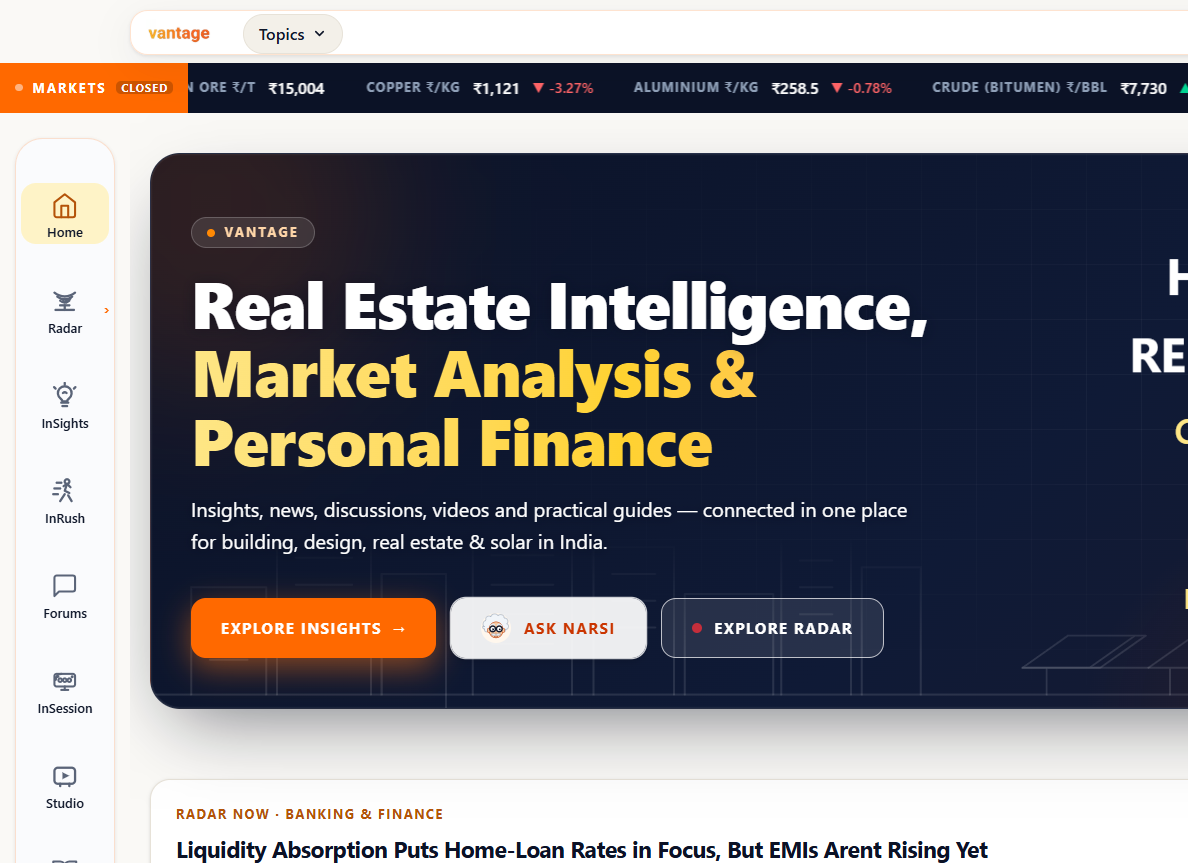 vantage
Topics
MARKETS CLOSED
N ORE ₹/T ₹15,004 COPPER ₹/KG ₹1,121 ▼ -3.27% ALUMINIUM ₹/KG ₹258.5 ▼ -0.78% CRUDE (BITUMEN) ₹/BBL ₹7,730 ▲
Home
Radar
InSights
InRush
Forums
InSession
Studio
VANTAGE
Real Estate Intelligence,
Market Analysis &
Personal Finance
Insights, news, discussions, videos and practical guides — connected in one place
for building, design, real estate & solar in India.
EXPLORE INSIGHTS →
ASK NARSI
EXPLORE RADAR
H
RE
RADAR NOW · BANKING & FINANCE
Liquidity Absorption Puts Home-Loan Rates in Focus, But EMIs Arent Rising Yet